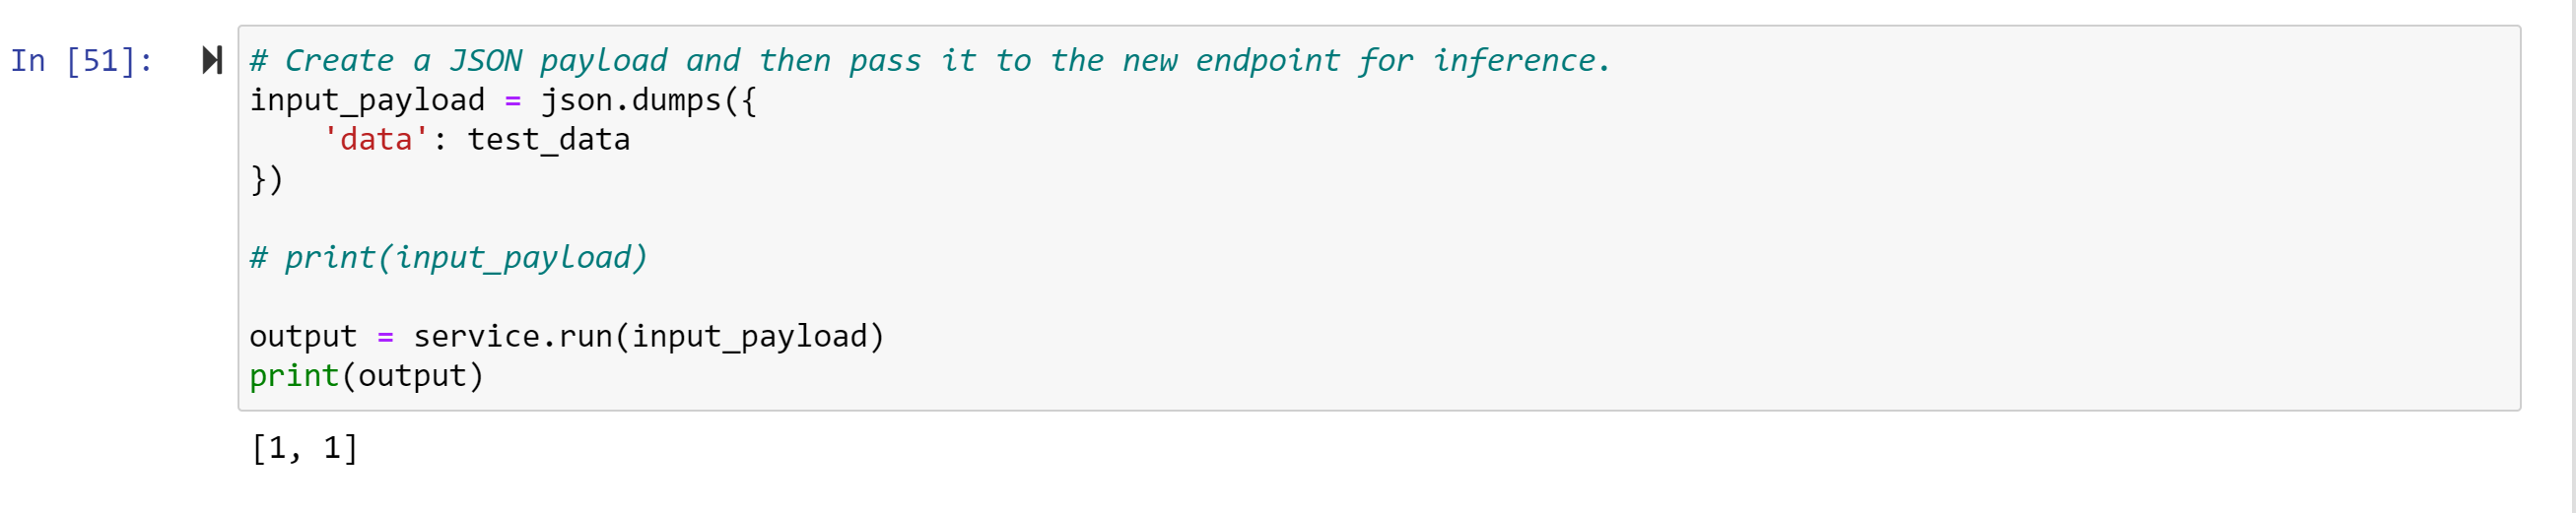 In [51]:
# Create a JSON payload and then pass it to the new endpoint for inference.
input_payload = json.dumps({
    'data': test_data
})
# print(input_payload)
output = service.run(input_payload)
print(output)
[1, 1]